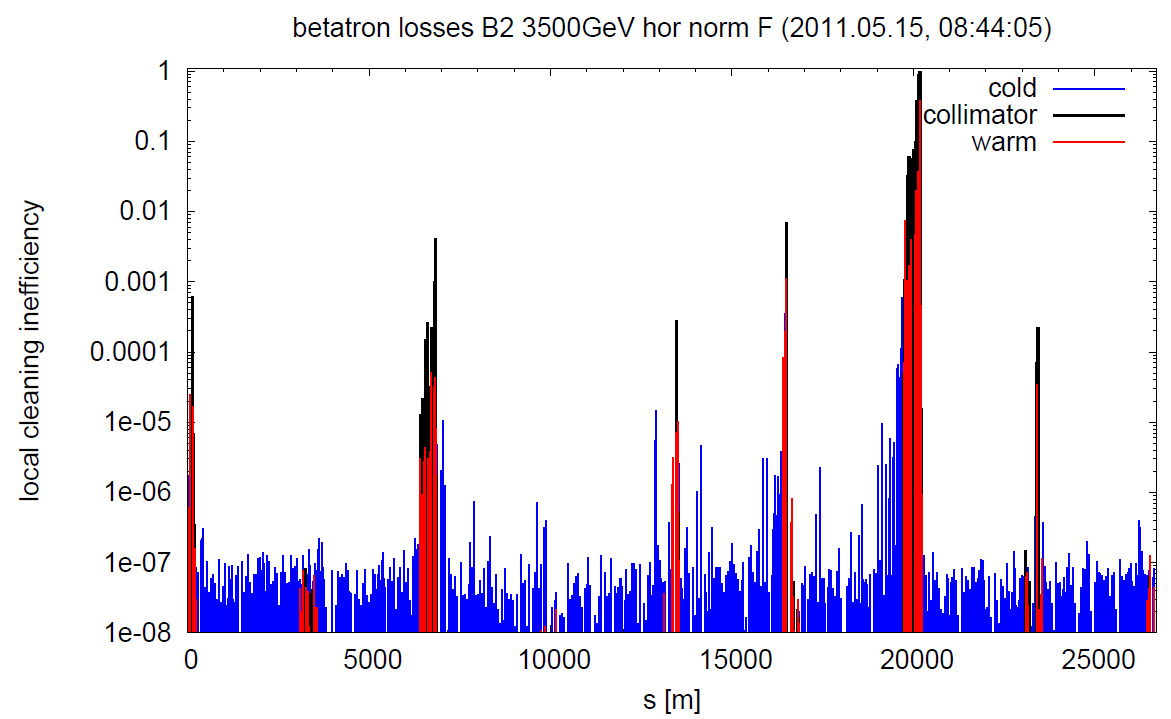 betatron losses B2 3500GeV hor norm F (2011.05.15, 08:44:05)
cold
collimator
warm
local cleaning inefficiency
1
0.1
0.01
0.001
0.0001
1e-05
1e-06
1e-07
1e-08
0 5000 10000 15000 20000 25000
s [m]